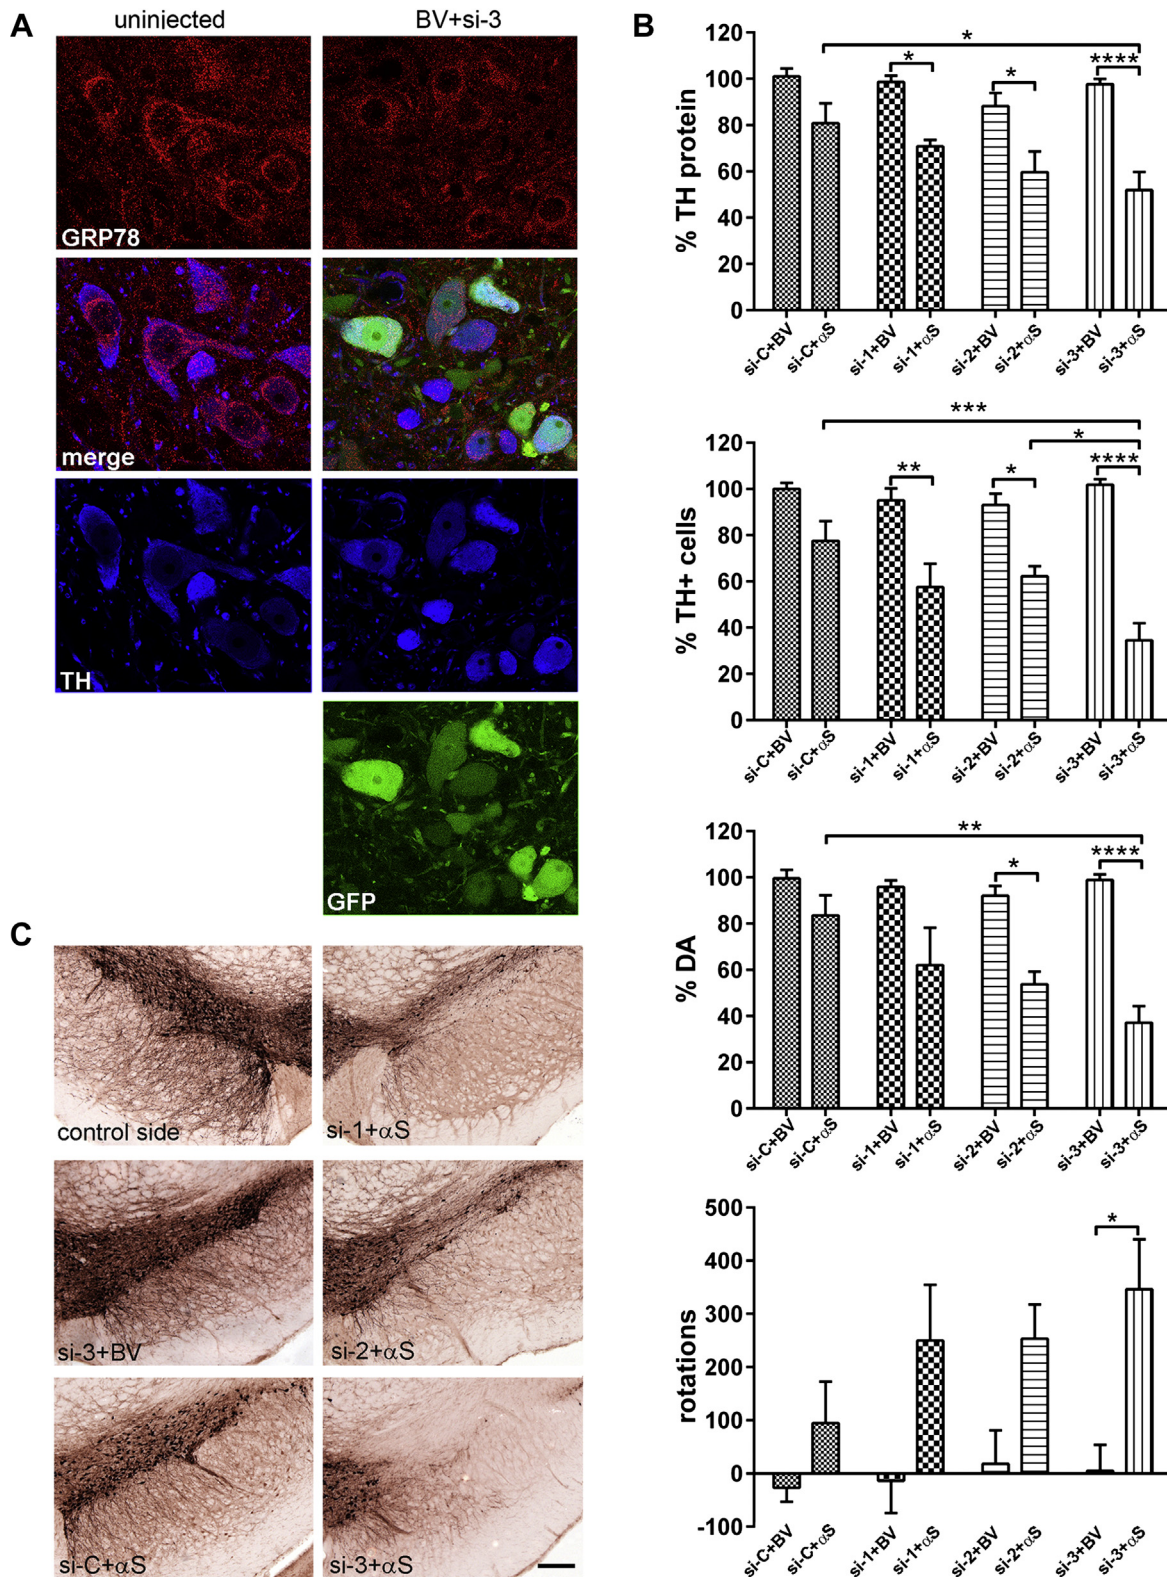 A
uninjected
BV+si-3
GRP78
merge
TH
GFP
B
*
*
*
****
120
100
80
60
40
20
0
% TH protein
si-C+BV
si-C+αS
si-1+BV
si-1+αS
si-2+BV
si-2+αS
si-3+BV
si-3+αS
***
*
**
*
****
120
100
80
60
40
20
0
% TH+ cells
si-C+BV
si-C+αS
si-1+BV
si-1+αS
si-2+BV
si-2+αS
si-3+BV
si-3+αS
**
*
****
120
100
80
60
40
20
0
% DA
si-C+BV
si-C+αS
si-1+BV
si-1+αS
si-2+BV
si-2+αS
si-3+BV
si-3+αS
*
500
400
300
200
100
0
-100
rotations
si-C+BV
si-C+αS
si-1+BV
si-1+αS
si-2+BV
si-2+αS
si-3+BV
si-3+αS
C
control side
si-1+αS
si-3+BV
si-2+αS
si-C+αS
si-3+αS